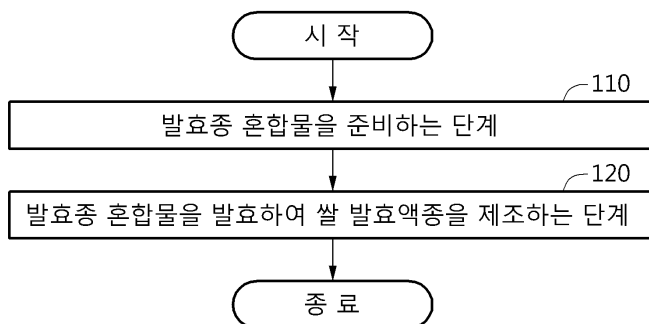 시 작
110
발효종 혼합물을 준비하는 단계
120
발효종 혼합물을 발효하여 쌀 발효액종을 제조하는 단계
종 료